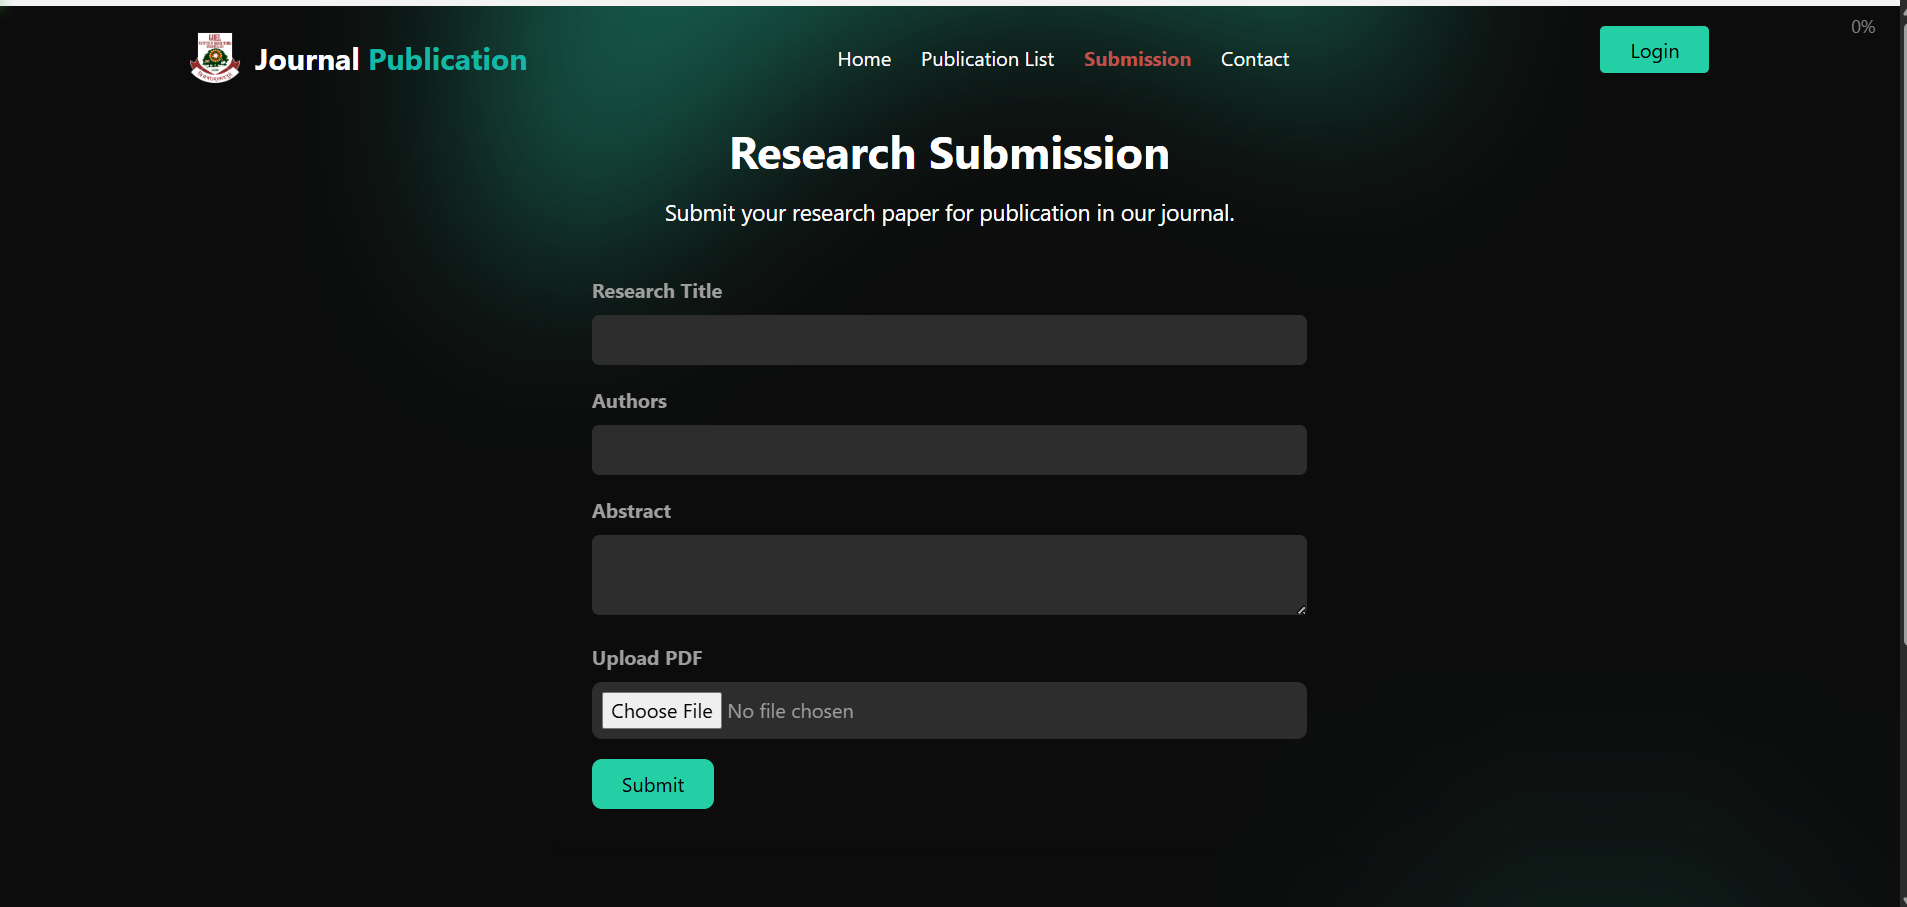 Journal Publication
Home
Publication List
Submission
Contact
Login
0%
Research Submission
Submit your research paper for publication in our journal.
Research Title
Authors
Abstract
Upload PDF
Choose File No file chosen
Submit